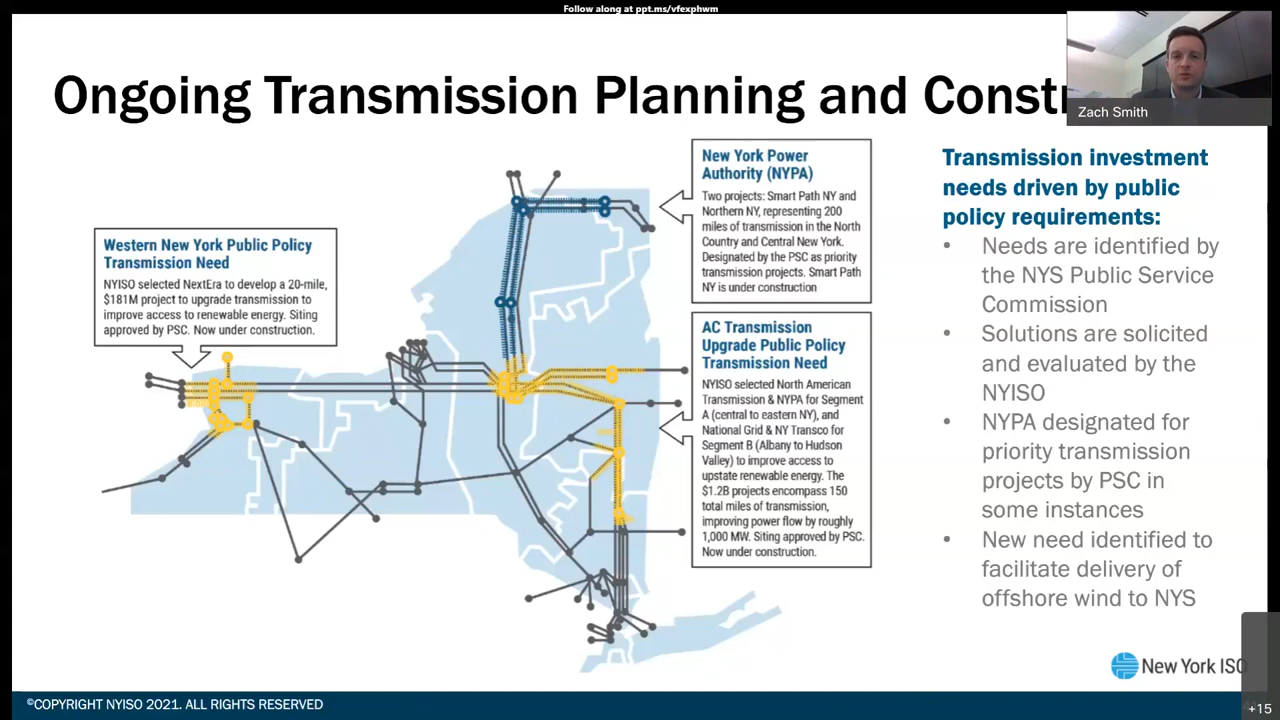 Follow along at ppt.ms/vfexphwm
Ongoing Transmission Planning and Constr
Zach Smith
Western New York Public Policy
Transmission Need
NYISO selected NextEra to develop a 20-mile,
$181M project to upgrade transmission to
improve access to renewable energy. Siting
approved by PSC. Now under construction.
New York Power
Authority (NYPA)
Two projects: Smart Path NY and
Northern NY, representing 200
miles of transmission in the North
Country and Central New York.
Designated by the PSC as priority
transmission projects. Smart Path
NY is under construction
AC Transmission
Upgrade Public Policy
Transmission Need
NYISO selected North American
Transmission & NYPA for Segment
A (central to eastern NY), and
National Grid & NY Transco for
Segment B (Albany to Hudson
Valley) to improve access to
upstate renewable energy. The
$1.2B projects encompass 150
total miles of transmission,
improving power flow by roughly
1,000 MW. Siting approved by PSC.
Now under construction.
Transmission investment
needs driven by public
policy requirements:
• Needs are identified by
the NYS Public Service
Commission
• Solutions are solicited
and evaluated by the
NYISO
• NYPA designated for
priority transmission
projects by PSC in
some instances
• New need identified to
facilitate delivery of
offshore wind to NYS
New York ISO
©COPYRIGHT NYISO 2021. ALL RIGHTS RESERVED
+15